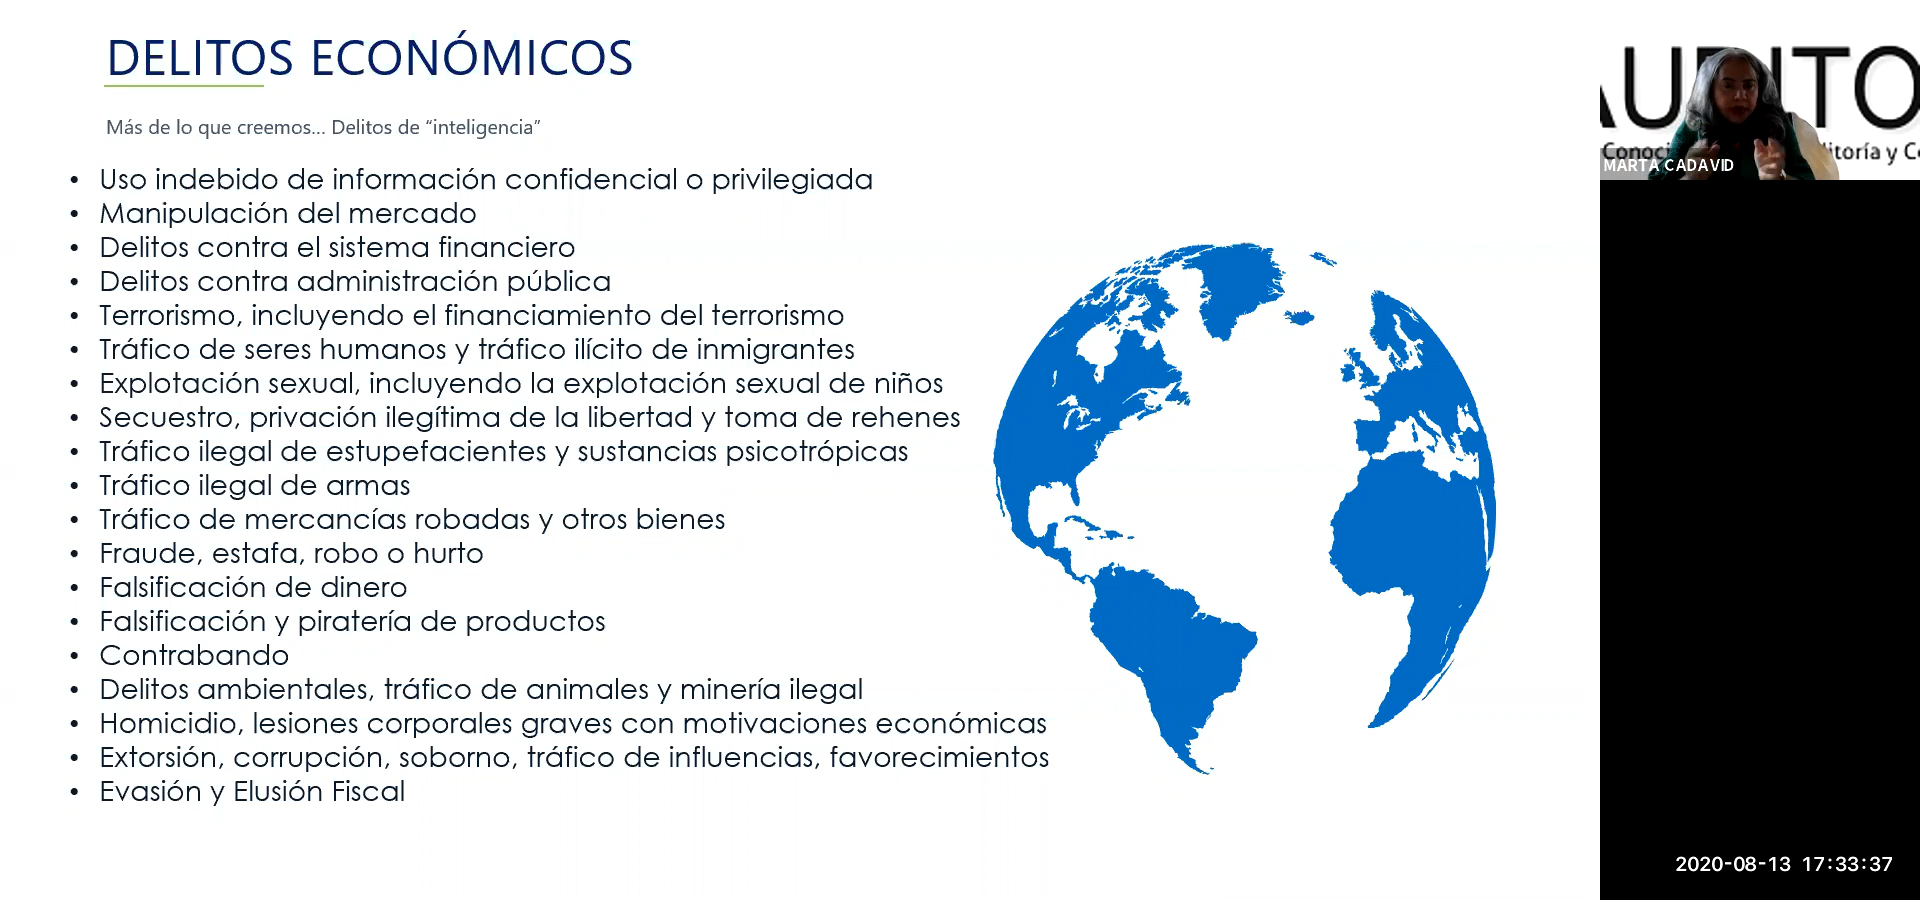 DELITOS ECONÓMICOS
Más de lo que creemos... Delitos de “inteligencia”
• Uso indebido de información confidencial o privilegiada
• Manipulación del mercado
• Delitos contra el sistema financiero
• Delitos contra administración pública
• Terrorismo, incluyendo el financiamiento del terrorismo
• Tráfico de seres humanos y tráfico ilícito de inmigrantes
• Explotación sexual, incluyendo la explotación sexual de niños
• Secuestro, privación ilegítima de la libertad y toma de rehenes
• Tráfico ilegal de estupefacientes y sustancias psicotrópicas
• Tráfico ilegal de armas
• Tráfico de mercancías robadas y otros bienes
• Fraude, estafa, robo o hurto
• Falsificación de dinero
• Falsificación y piratería de productos
• Contrabando
• Delitos ambientales, tráfico de animales y minería ilegal
• Homicidio, lesiones corporales graves con motivaciones económicas
• Extorsión, corrupción, soborno, tráfico de influencias, favorecimientos
• Evasión y Elusión Fiscal
MARTA CADAVID
2020-08-13 17:33:37